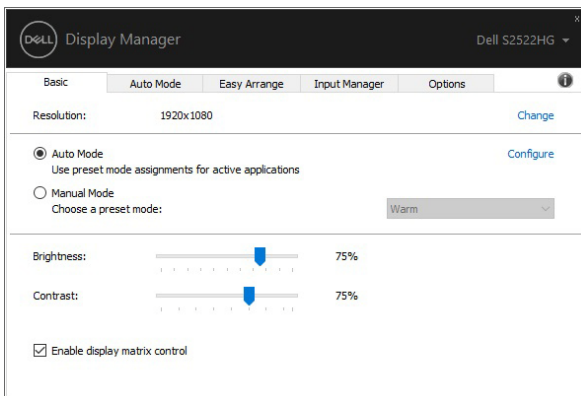 DELL Display Manager
Dell S2522HG
x
Basic
Auto Mode
Easy Arrange
Input Manager
Options
i
Resolution: 1920x1080 Change
Auto Mode Configure
Use preset mode assignments for active applications
Manual Mode
Choose a preset mode: Warm
Brightness: 75%
Contrast: 75%
Enable display matrix control